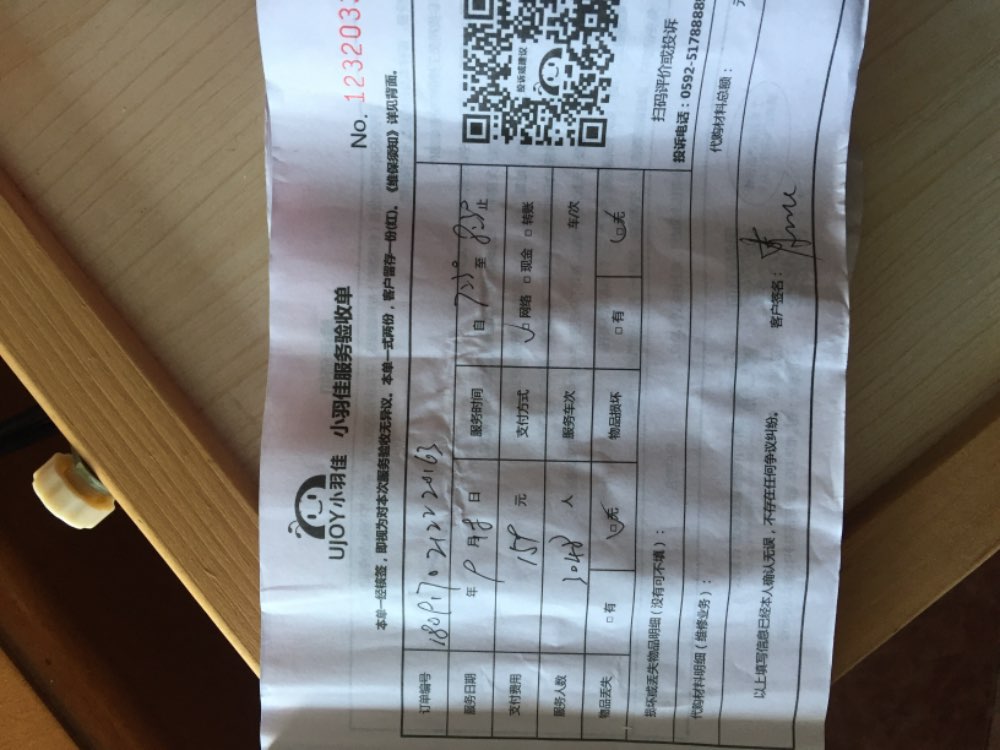 UJOY小羽佳 小羽佳服务验收单
No. 1232033
本单一经核签，即视为对本次服务验收无异议。本单一式两份，客户留存一份(红)。《维保须知》详见背面。
订单编号
服务日期 年 9月 日 服务时间 自 至 止
支付费用 元 支付方式 网络 现金 转账
服务人数 人 服务车次 车/次
物品丢失 有 无 物品损坏 有 无
投诉或建议
扫码评价或投诉
投诉电话：0592-5178888
损坏或丢失物品明细（没有可不填）：
代购材料明细（维修业务）： 代购材料总额： 元
以上填写信息已经本人确认无误，不存在任何争议纠纷。 客户签名：